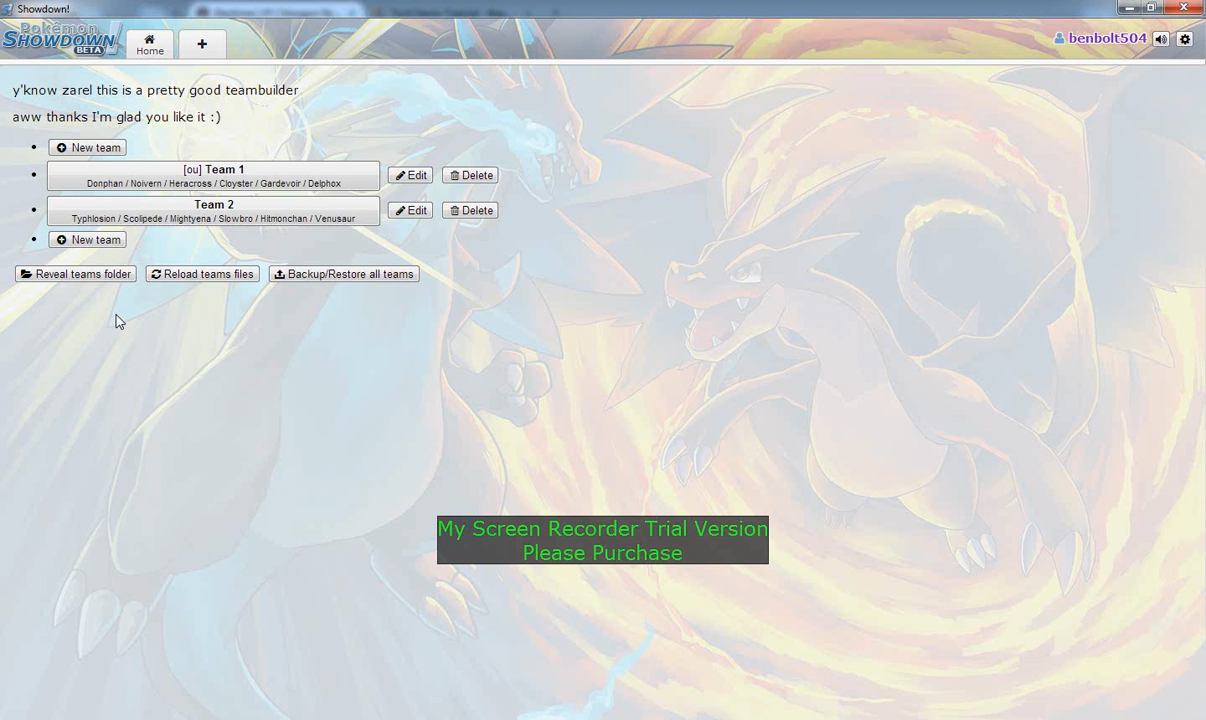 Showdown!
Pokémon
SHOWDOWN!
BETA
Home
benbolt504
y'know zarel this is a pretty good teambuilder
aww thanks I'm glad you like it :)
New team
[ou] Team 1
Donphan / Noivern / Heracross / Cloyster / Gardevoir / Delphox
Edit
Delete
Team 2
Typhlosion / Scolipede / Mightyena / Slowbro / Hitmonchan / Venusaur
Edit
Delete
New team
Reveal teams folder
Reload teams files
Backup/Restore all teams
My Screen Recorder Trial Version
Please Purchase